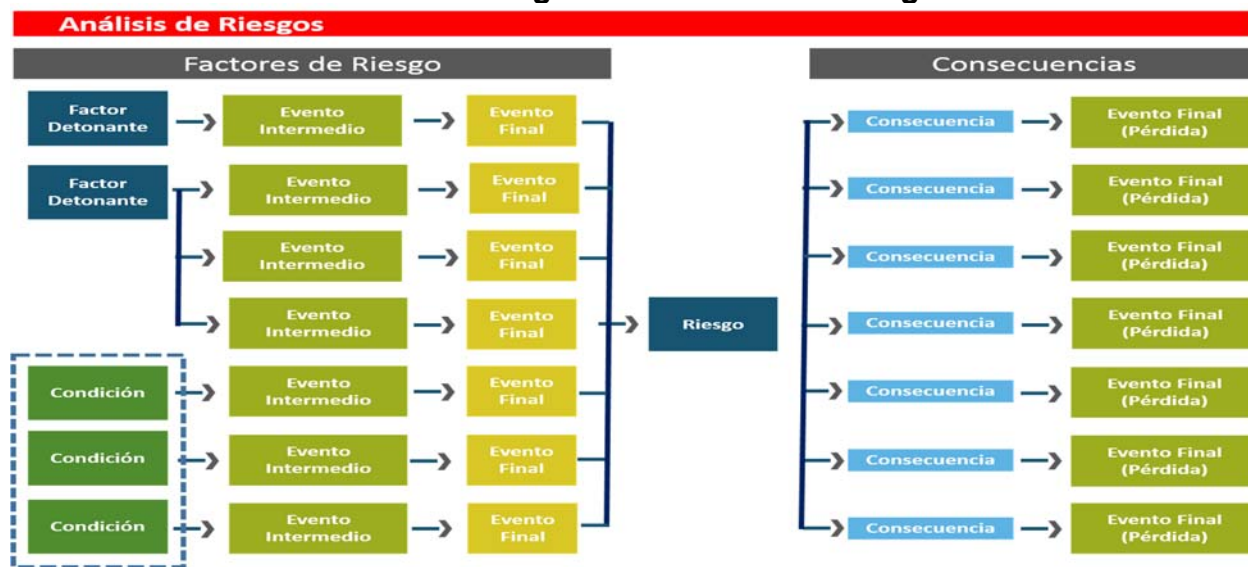 Análisis de Riesgos
Factores de Riesgo
Consecuencias
Factor
Detonante
Evento
Intermedio
Evento
Final
Consecuencia
Evento Final
(Pérdida)
Factor
Detonante
Evento
Intermedio
Evento
Final
Consecuencia
Evento Final
(Pérdida)
Evento
Intermedio
Evento
Final
Consecuencia
Evento Final
(Pérdida)
Evento
Intermedio
Evento
Final
Riesgo
Consecuencia
Evento Final
(Pérdida)
Condición
Evento
Intermedio
Evento
Final
Consecuencia
Evento Final
(Pérdida)
Condición
Evento
Intermedio
Evento
Final
Consecuencia
Evento Final
(Pérdida)
Condición
Evento
Intermedio
Evento
Final
Consecuencia
Evento Final
(Pérdida)